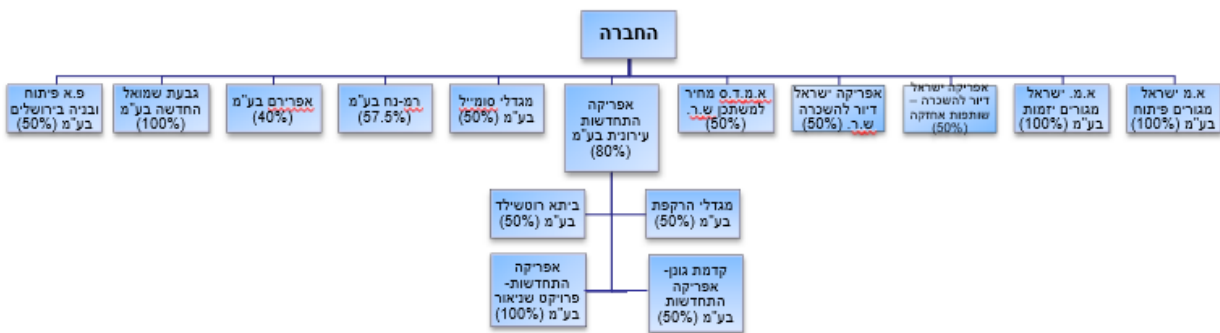 החברה
א.מ ישראל
מגורים פיתוח
בע"מ (100%)
א.מ. ישראל
מגורים יזמות
בע"מ (100%)
אפריקה ישראל
דיור להשכרה –
שותפות אחזקה
(50%)
אפריקה ישראל
דיור להשכרה
ש.ר. (50%)
א.מ.ד.ס מחיר
למשתכן ש.ר.
(50%)
אפריקה
התחדשות
עירונית בע"מ
(80%)
מגדלי סומייל
בע"מ (50%)
רמ-נח בע"מ
(57.5%)
אפרירם בע"מ
(40%)
גבעת שמואל
החדשה בע"מ
(100%)
פ.א פיתוח
ובניה בירושלים
בע"מ (50%)
מגדלי הרקפת
בע"מ (50%)
ביתא רוטשילד
בע"מ (50%)
קדמת גונן-
אפריקה
התחדשות
בע"מ (50%)
אפריקה
התחדשות-
פרויקט שניאור
בע"מ (100%)